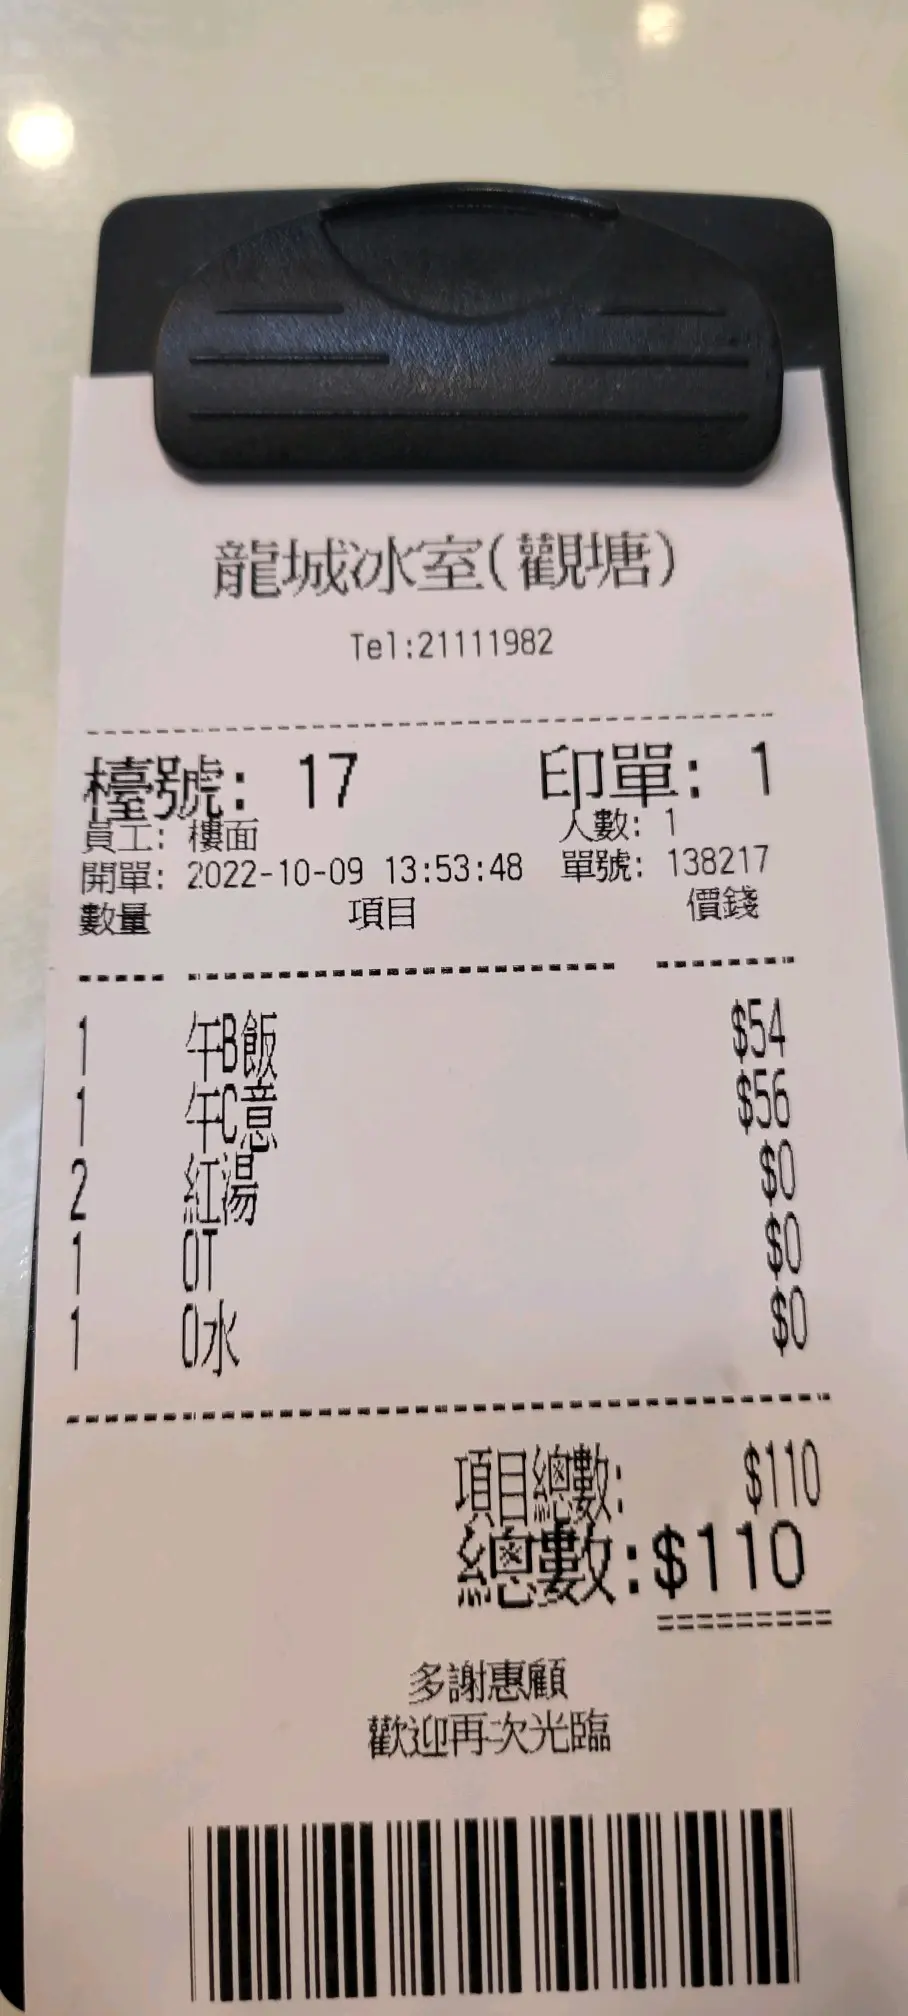 龍城冰室(觀塘)
Tel:21111982
檯號: 17 印單: 1
員工: 樓面 人數: 1
開單: 2022-10-09 13:53:48 單號: 138217
數量 項目 價錢
1 午B飯 $54
1 午C意 $56
2 紅湯 $0
1 OT $0
1 O水 $0
項目總數: $110
總數:$110
多謝惠顧
歡迎再次光臨